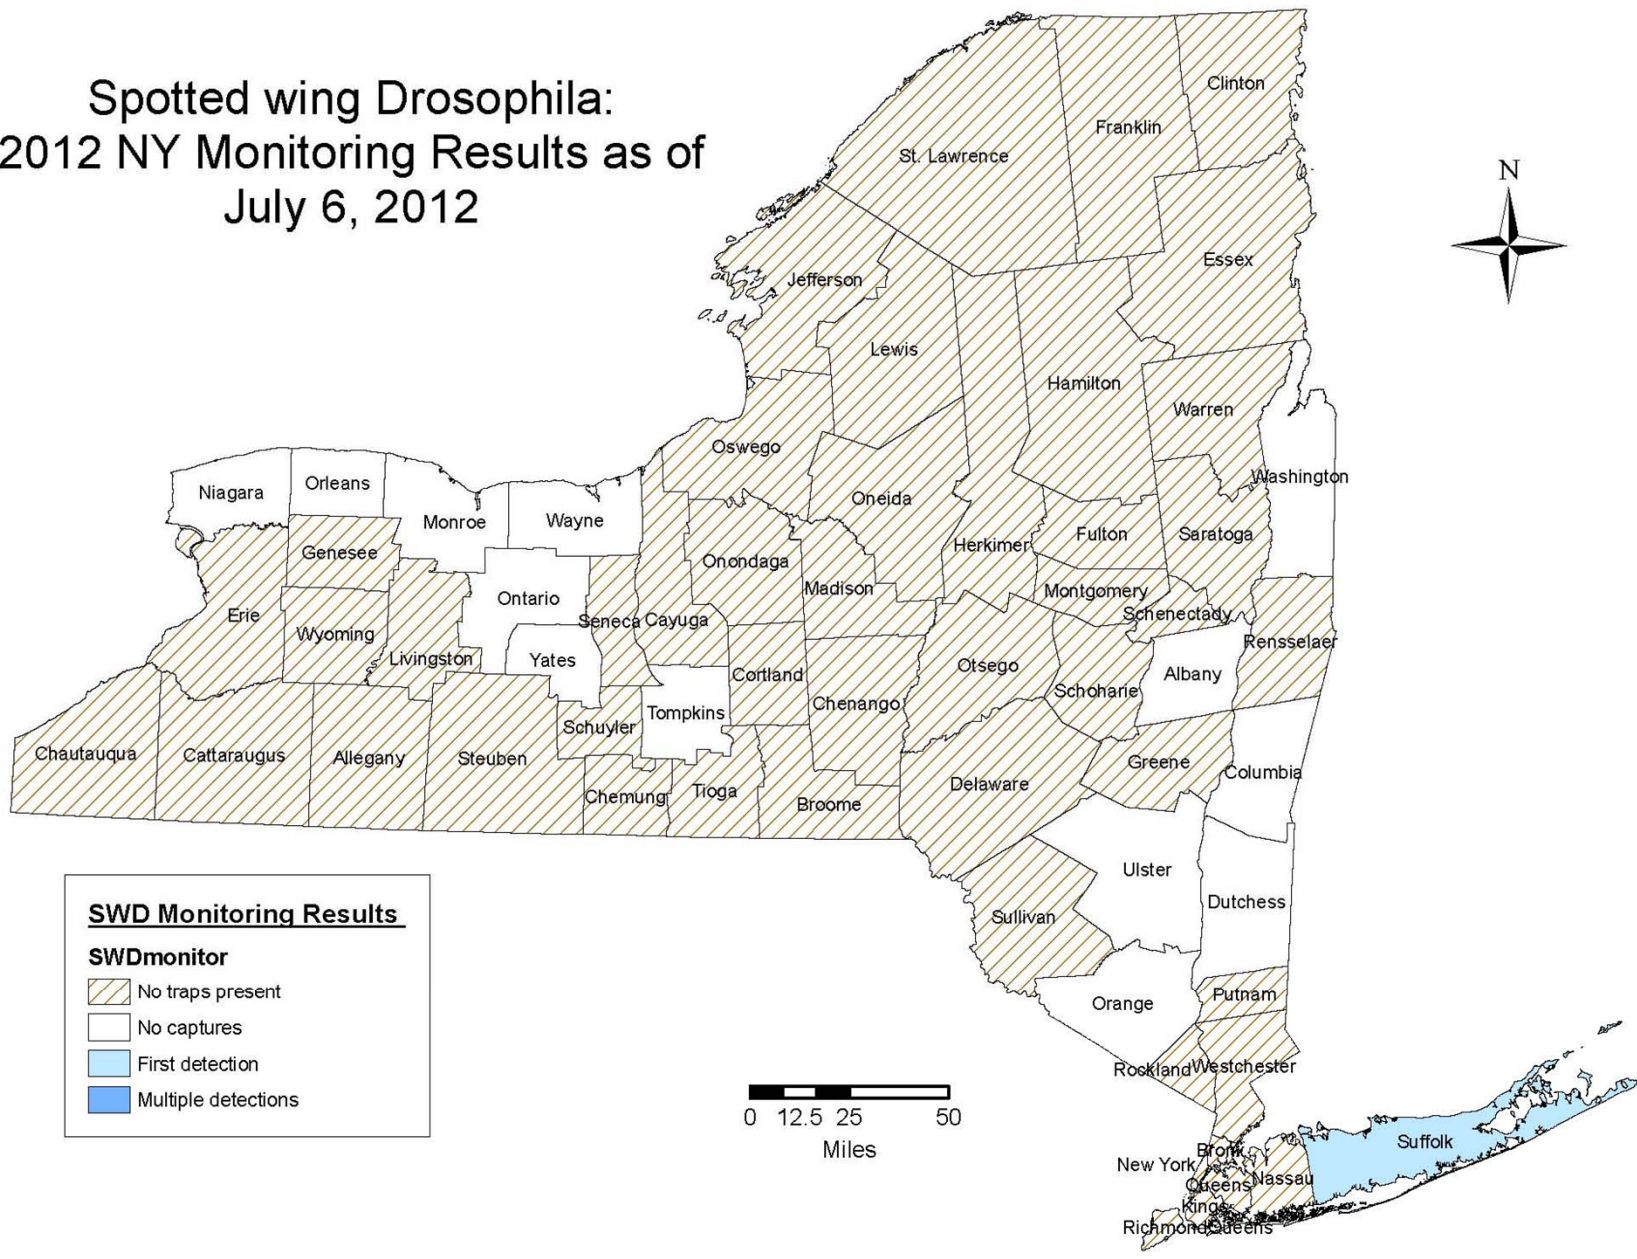 Spotted wing Drosophila:
2012 NY Monitoring Results as of
July 6, 2012
N
Clinton
Franklin
St. Lawrence
Essex
Jefferson
Lewis
Hamilton
Warren
Oswego
Washington
Niagara
Orleans
Monroe
Wayne
Oneida
Herkimer
Fulton
Saratoga
Genesee
Onondaga
Madison
Montgomery
Schenectady
Ontario
Erie
Wyoming
Livingston
Seneca
Cayuga
Yates
Cortland
Otsego
Schoharie
Albany
Rensselaer
Chenango
Tompkins
Schuyler
Chautauqua
Cattaraugus
Allegany
Steuben
Chemung
Tioga
Broome
Delaware
Greene
Columbia
Ulster
Dutchess
Sullivan
Orange
Putnam
Rockland
Westchester
Suffolk
Bronx
New York
Queens
Nassau
Kings
Richmond
Queens
SWD Monitoring Results
SWDmonitor
No traps present
No captures
First detection
Multiple detections
0 12.5 25 50
Miles